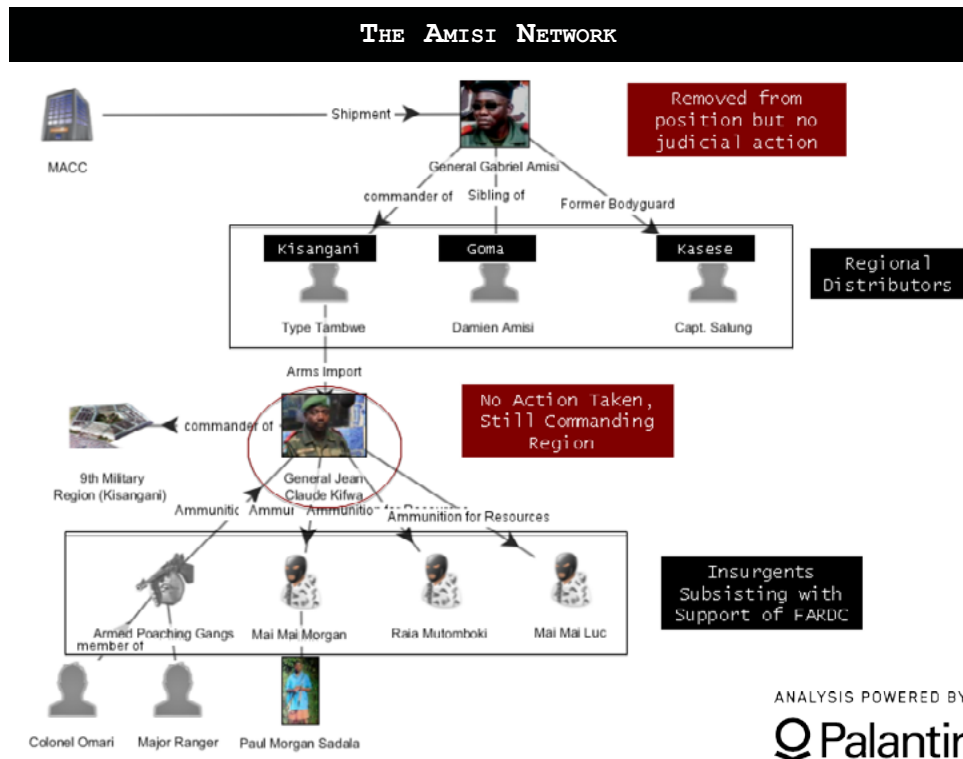 THE AMISI NETWORK
Shipment
Removed from
position but no
judicial action
MACC
General Gabriel Amisi
commander of
Sibling of
Former Bodyguard
Kisangani
Goma
Kasese
Regional
Distributors
Type Tambwe
Damien Amisi
Capt. Salung
Arms Import
No Action Taken,
Still Commanding
Region
commander of
9th Military
Region (Kisangani)
General Jean
Claude Kifwa
Ammunitic
Ammur
Ammunition for
Ammunition for Resources
Insurgents
Subsisting with
Support of FARDC
Armed Poaching Gangs
Mai Mai Morgan
Raia Mutomboki
Mai Mai Luc
member of
Colonel Omari
Major Ranger
Paul Morgan Sadala
ANALYSIS POWERED BY
Palantir